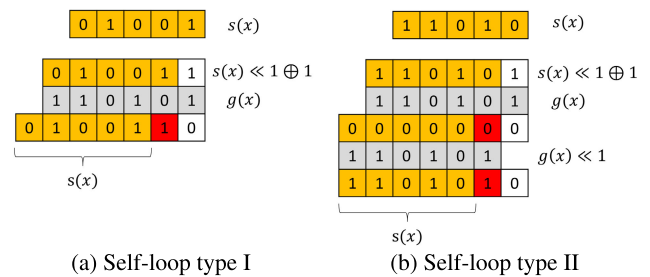 0 1 0 0 1 s(x)
0 1 0 0 1 1 s(x) ≪ 1 ⊕ 1
1 1 0 1 0 1 g(x)
0 1 0 0 1 1 0
s(x)
(a) Self-loop type I
1 1 0 1 0 s(x)
1 1 0 1 0 1 s(x) ≪ 1 ⊕ 1
1 1 0 1 0 1 g(x)
0 0 0 0 0 0 0
1 1 0 1 0 1 g(x) ≪ 1
1 1 0 1 0 1 0
s(x)
(b) Self-loop type II